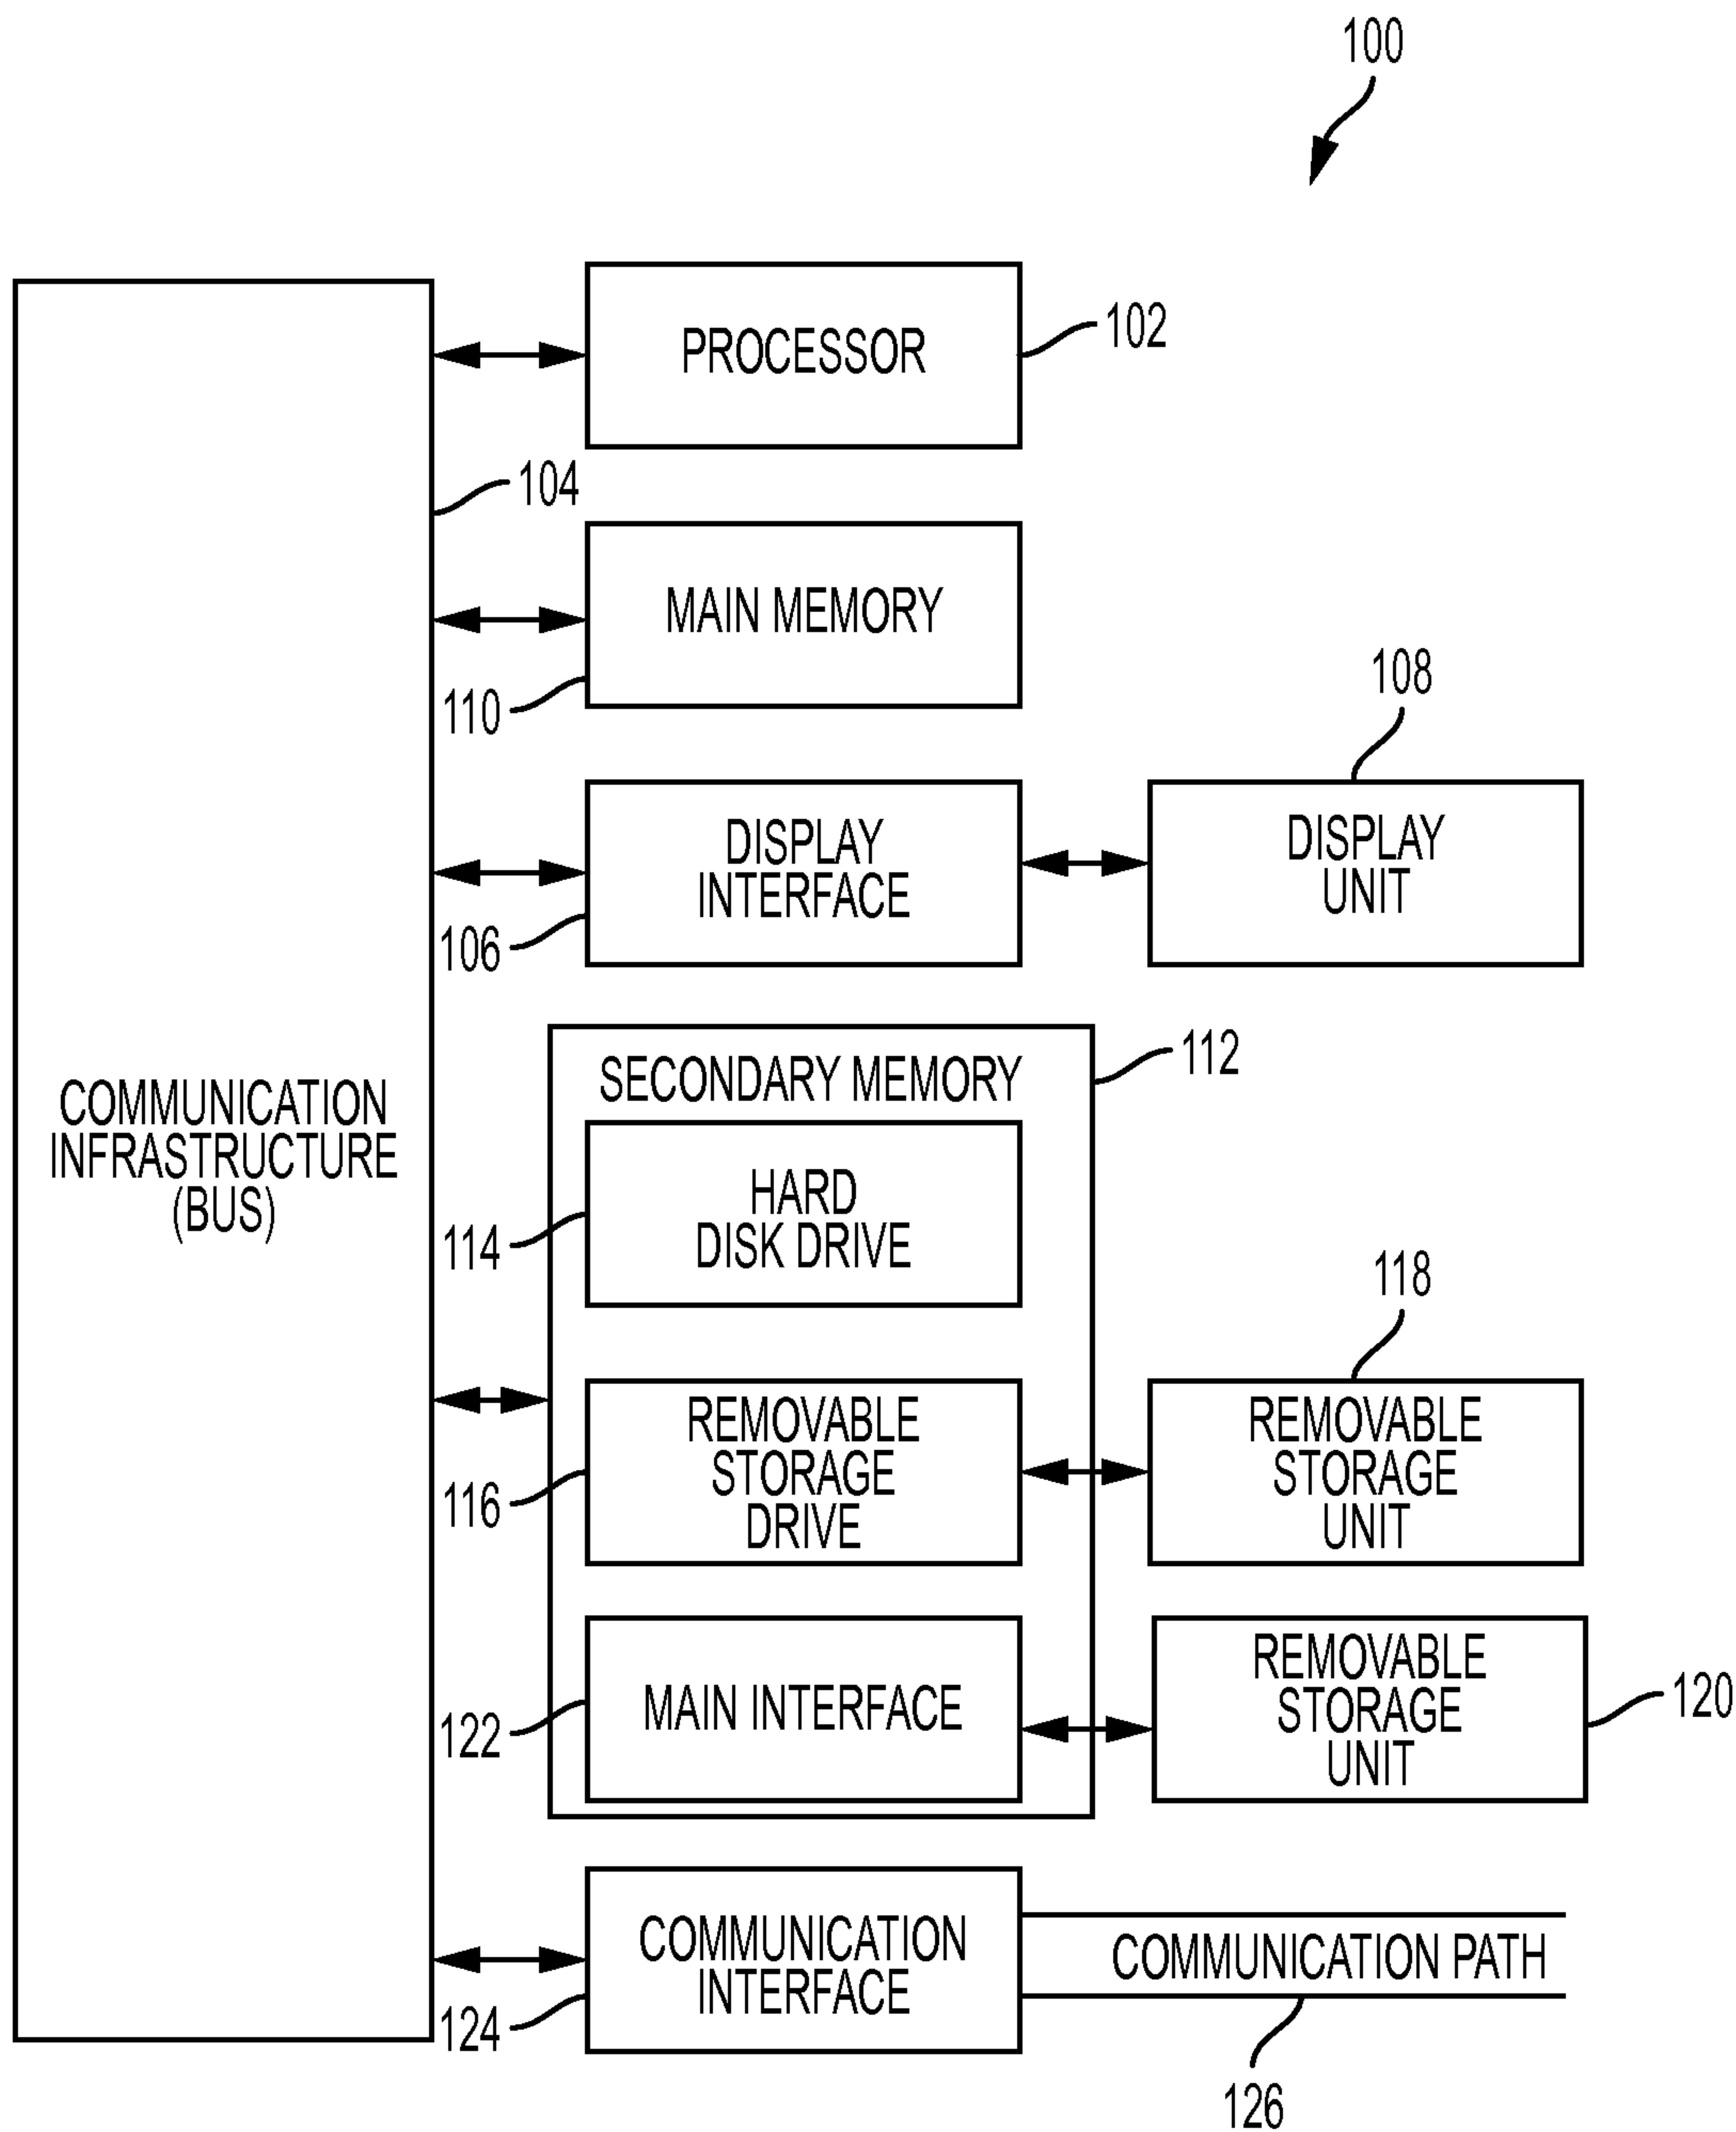 100
PROCESSOR
102
104
MAIN MEMORY
110
108
DISPLAY
INTERFACE
106
DISPLAY
UNIT
COMMUNICATION
INFRASTRUCTURE
(BUS)
SECONDARY MEMORY
112
HARD
DISK DRIVE
114
118
REMOVABLE
STORAGE
DRIVE
116
REMOVABLE
STORAGE
UNIT
MAIN INTERFACE
122
REMOVABLE
STORAGE
UNIT
120
COMMUNICATION
INTERFACE
124
COMMUNICATION PATH
126